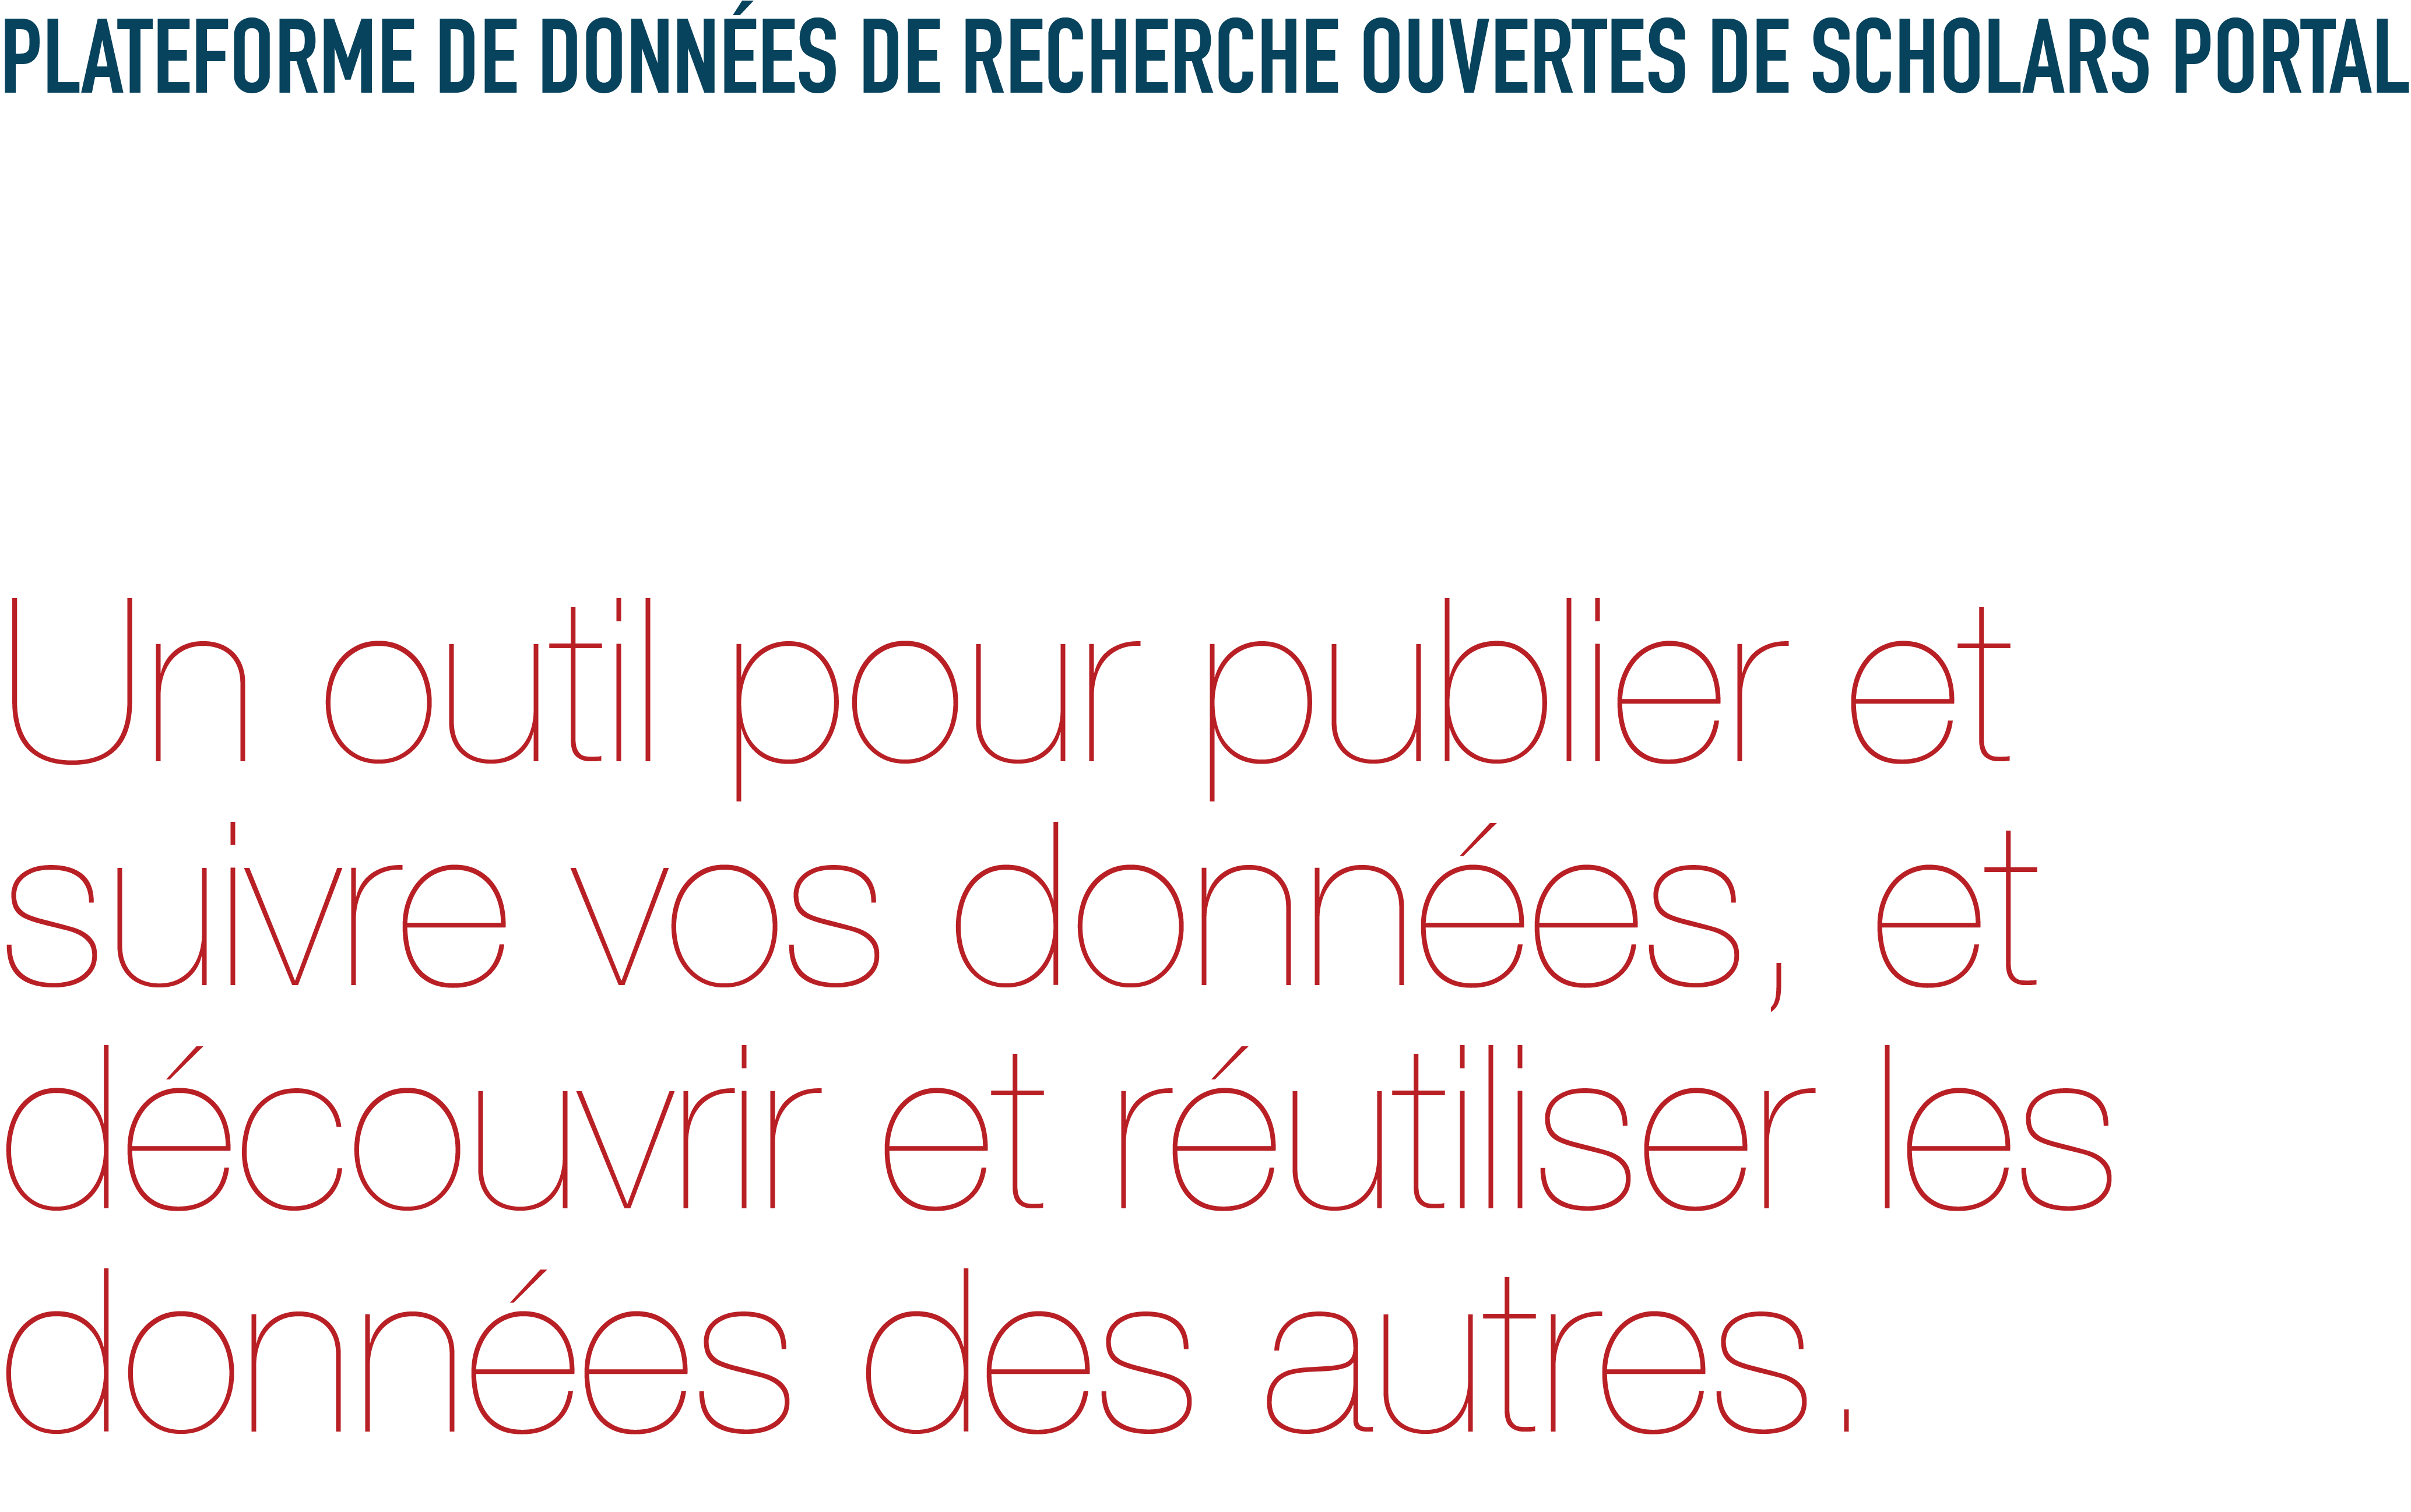 PLATEFORME DE DONNÉES DE RECHERCHE OUVERTES DE SCHOLARS PORTAL
Un outil pour publier et
suivre vos données, et
découvrir et réutiliser les
données des autres.